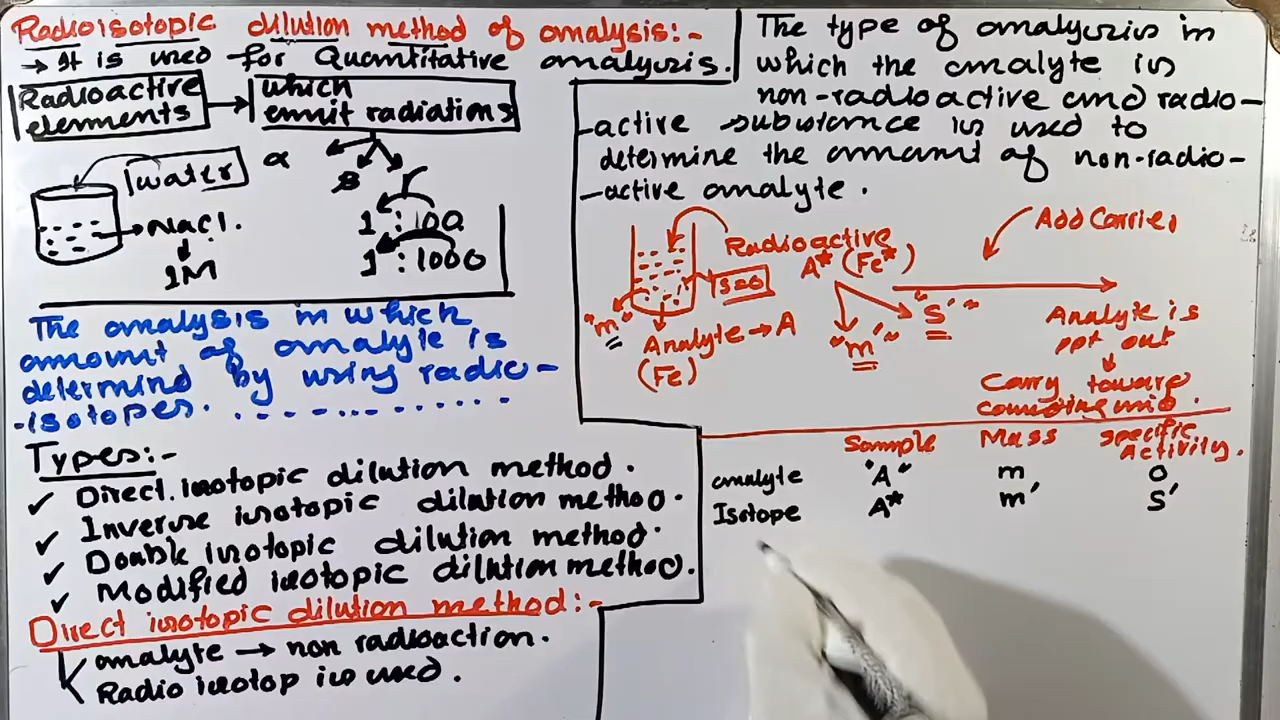 Radioisotopic dilution method of analysis:-
→ It is used for Quantitative analysis.
Radioactive elements → which emit radiations
α β r
water
NaCl.
1M
1 : 100
1 : 1000
The analysis in which
amount of analyte is
determind by using radio-
-isotopes. . . . . . . . . . . .
Types:-
✓ Direct isotopic dilution method.
✓ Inverse isotopic dilution method.
✓ Double isotopic dilution method.
✓ Modified isotopic dilution method.
Direct isotopic dilution method:-
analyte → non radioaction.
Radio isotop is used.
The type of analysis in
which the analyte is
non-radioactive and radio-
-active substance is used to
determine the amount of non-radio-
-active analyte.
Radioactive
A* (Fe*)
S=0
"m"
Analyte → A
(Fe)
"m'"
"S'"
Add Carrier
Analyte is
ppt out
Carry toward
counting
Sample Mass Specific Activity.
analyte "A" m 0
Isotope A* m' S'